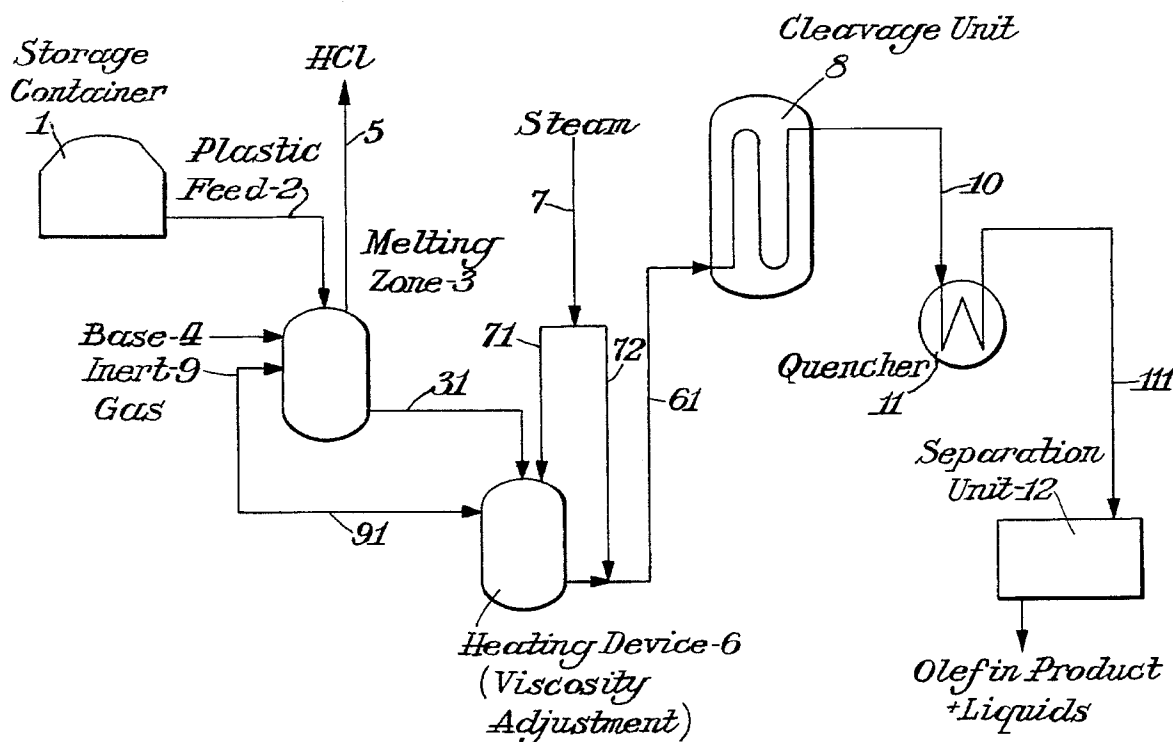 Storage
Container
1
HCl
5
Plastic
Feed-2
Melting
Zone-3
Base-4
Inert-9
Gas
31
91
Steam
7
71
72
61
Heating Device-6
(Viscosity
Adjustment)
Cleavage Unit
8
10
Quencher
11
111
Separation
Unit-12
Olefin Product
+Liquids